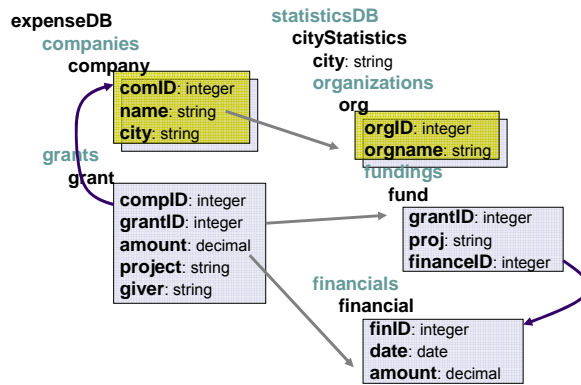 expenseDB
companies
company
comID: integer
name: string
city: string
grants
grant
compID: integer
grantID: integer
amount: decimal
project: string
giver: string
statisticsDB
cityStatistics
city: string
organizations
org
orgID: integer
orgname: string
fundings
fund
grantID: integer
proj: string
financeID: integer
financials
financial
finID: integer
date: date
amount: decimal